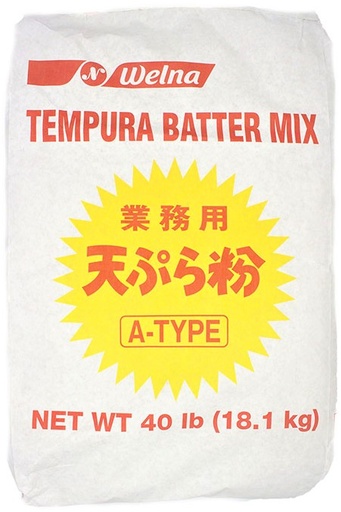 N Welna
TEMPURA BATTER MIX
業務用
天ぷら粉
A-TYPE
NET WT 40 lb (18.1 kg)